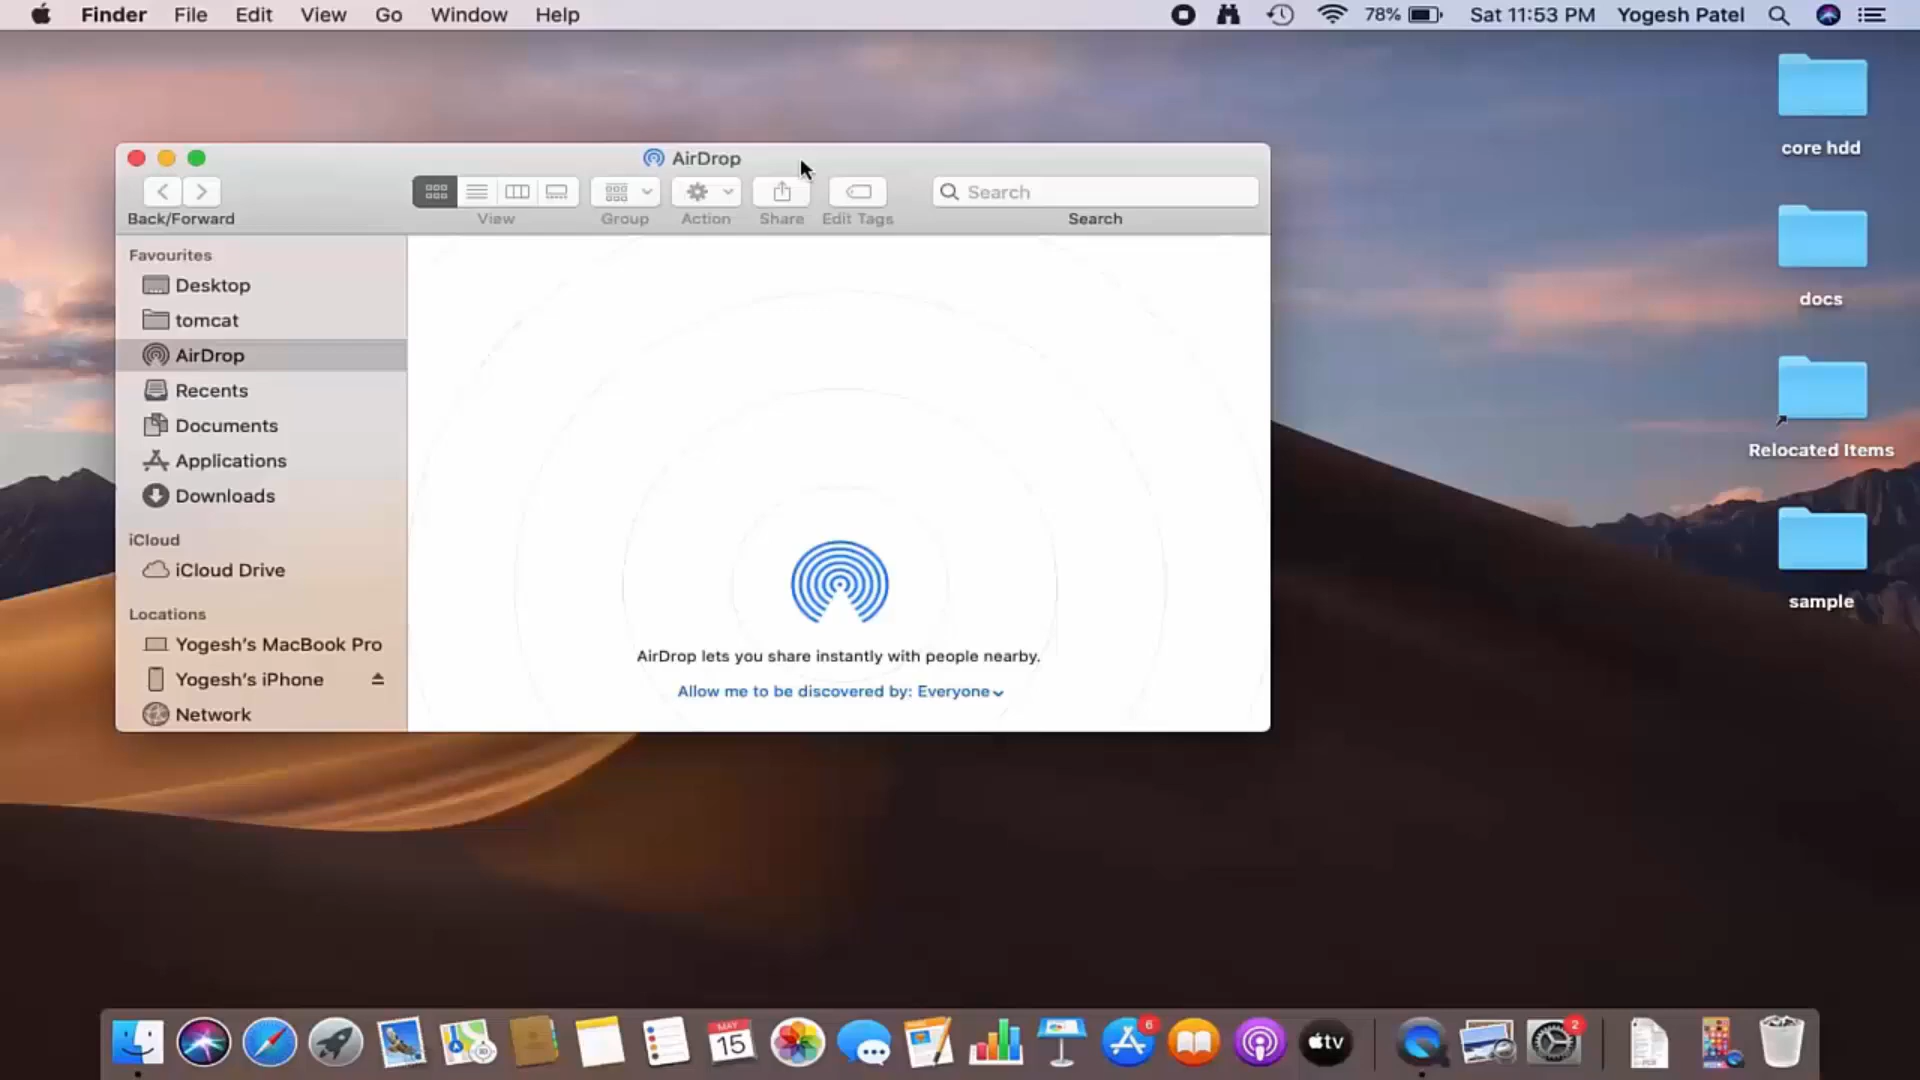 Finder File Edit View Go Window Help 78% Sat 11:53 PM Yogesh Patel
core hdd
docs
Relocated Items
sample
AirDrop
Search
Back/Forward View Group Action Share Edit Tags Search
Favourites
Desktop
tomcat
AirDrop
Recents
Documents
Applications
Downloads
iCloud
iCloud Drive
Locations
Yogesh's MacBook Pro
Yogesh's iPhone
Network
AirDrop lets you share instantly with people nearby.
Allow me to be discovered by: Everyone
MAY
15
6
tv
2